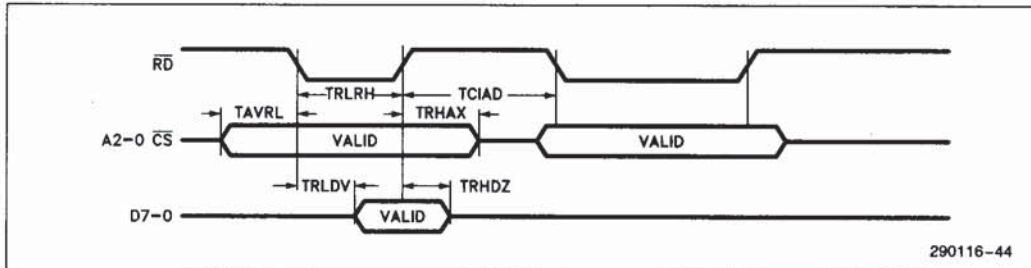 RD
TRLRH
TCIAD
TAVRL
TRHAX
A2-0 CS
VALID
VALID
TRLDV
TRHDZ
D7-0
VALID
290116-44